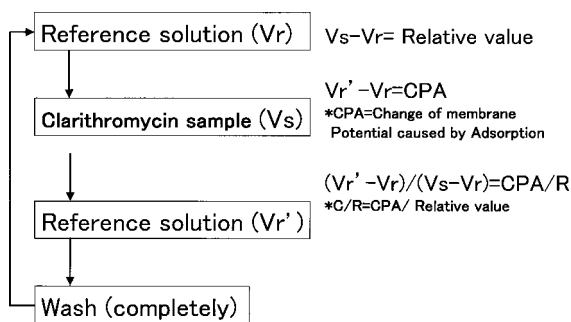 Reference solution (Vr)
Vs-Vr= Relative value
Vr'-Vr=CPA
*CPA=Change of membrane
Potential caused by Adsorption
Clarithromycin sample (Vs)
(Vr'-Vr)/(Vs-Vr)=CPA/R
*C/R=CPA/ Relative value
Reference solution (Vr')
Wash (completely)